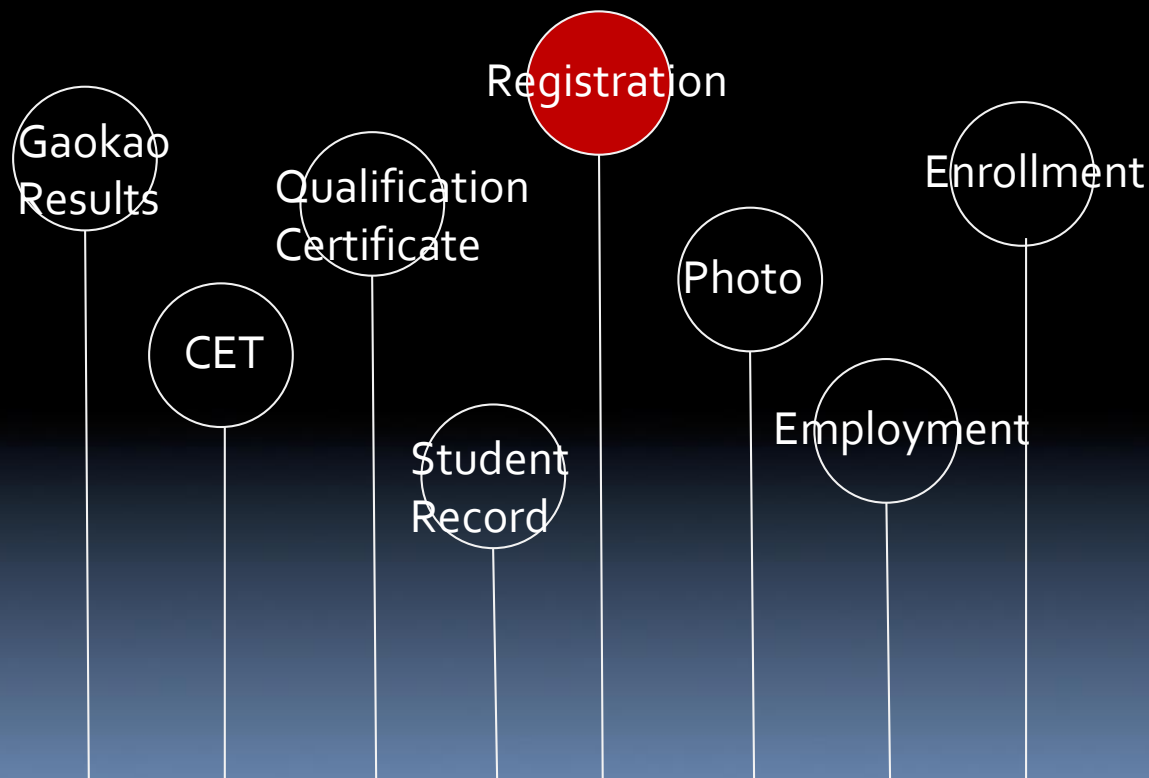 Gaokao
Results
CET
Qualification
Certificate
Student
Record
Registration
Photo
Employment
Enrollment